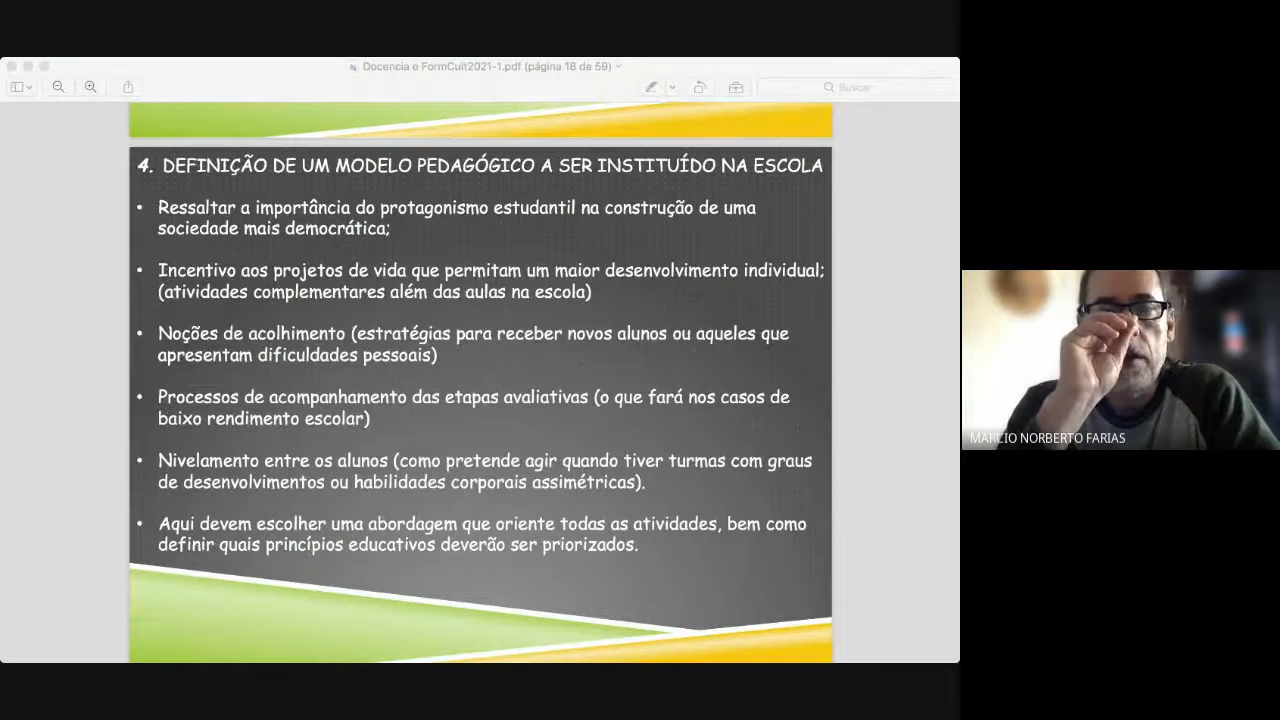 Docencia e FormCult2021-1.pdf (página 18 de 59)
Buscar
4. DEFINIÇÃO DE UM MODELO PEDAGÓGICO A SER INSTITUÍDO NA ESCOLA
• Ressaltar a importância do protagonismo estudantil na construção de uma
sociedade mais democrática;
• Incentivo aos projetos de vida que permitam um maior desenvolvimento individual;
(atividades complementares além das aulas na escola)
• Noções de acolhimento (estratégias para receber novos alunos ou aqueles que
apresentam dificuldades pessoais)
• Processos de acompanhamento das etapas avaliativas (o que fará nos casos de
baixo rendimento escolar)
• Nivelamento entre os alunos (como pretende agir quando tiver turmas com graus
de desenvolvimentos ou habilidades corporais assimétricas).
• Aqui devem escolher uma abordagem que oriente todas as atividades, bem como
definir quais princípios educativos deverão ser priorizados.
MARCIO NORBERTO FARIAS